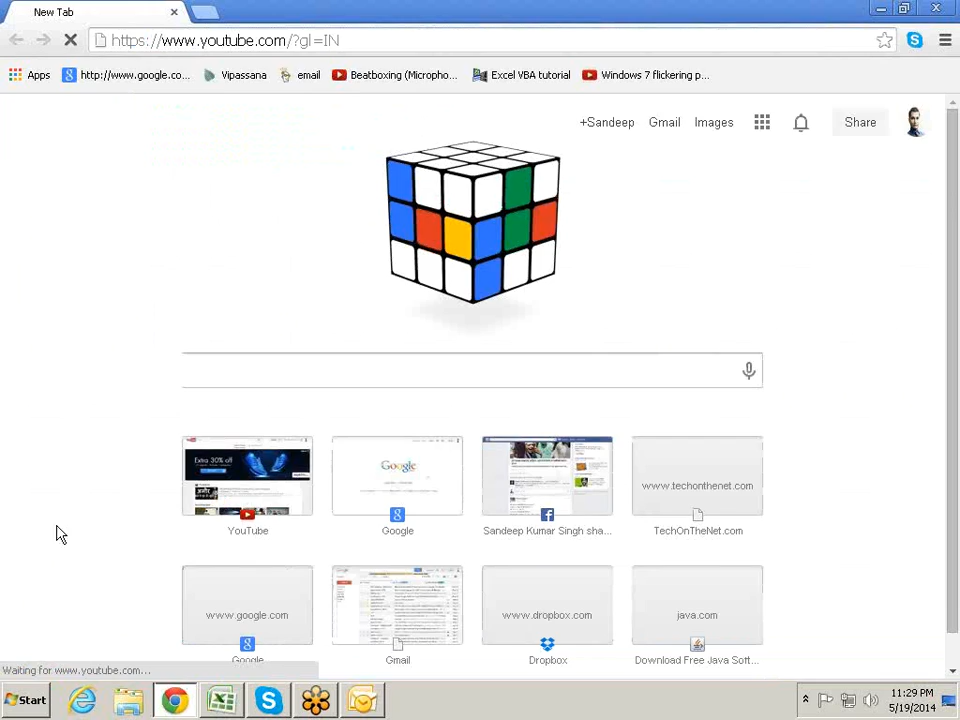 New Tab
https://www.youtube.com/?gl=IN
Apps http://www.google.co... Vipassana email Beatboxing (Micropho... Excel VBA tutorial Windows 7 flickering p...
+Sandeep Gmail Images Share
Google
www.techonthenet.com
YouTube Google Sandeep Kumar Singh sha... TechOnTheNet.com
www.google.com www.dropbox.com java.com
Google Gmail Dropbox Download Free Java Soft...
Waiting for www.youtube.com...
Start
11:29 PM
5/19/2014